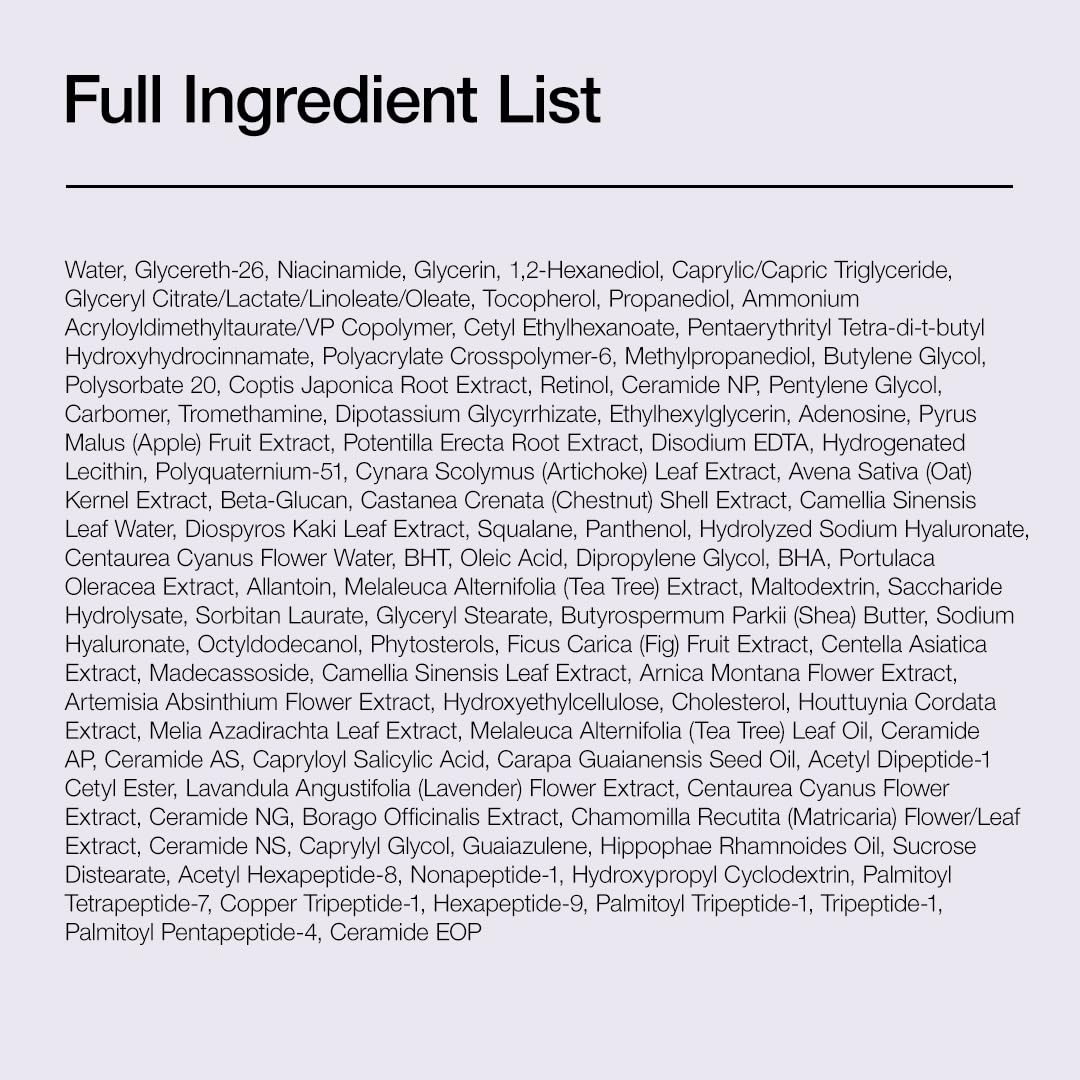 Full Ingredient List
Water, Glycereth-26, Niacinamide, Glycerin, 1,2-Hexanediol, Caprylic/Capric Triglyceride,
Glyceryl Citrate/Lactate/Linoleate/Oleate, Tocopherol, Propanediol, Ammonium
Acryloyldimethyltaurate/VP Copolymer, Cetyl Ethylhexanoate, Pentaerythrityl Tetra-di-t-butyl
Hydroxyhydrocinnamate, Polyacrylate Crosspolymer-6, Methylpropanediol, Butylene Glycol,
Polysorbate 20, Coptis Japonica Root Extract, Retinol, Ceramide NP, Pentylene Glycol,
Carbomer, Tromethamine, Dipotassium Glycyrrhizate, Ethylhexylglycerin, Adenosine, Pyrus
Malus (Apple) Fruit Extract, Potentilla Erecta Root Extract, Disodium EDTA, Hydrogenated
Lecithin, Polyquaternium-51, Cynara Scolymus (Artichoke) Leaf Extract, Avena Sativa (Oat)
Kernel Extract, Beta-Glucan, Castanea Crenata (Chestnut) Shell Extract, Camellia Sinensis
Leaf Water, Diospyros Kaki Leaf Extract, Squalane, Panthenol, Hydrolyzed Sodium Hyaluronate,
Centaurea Cyanus Flower Water, BHT, Oleic Acid, Dipropylene Glycol, BHA, Portulaca
Oleracea Extract, Allantoin, Melaleuca Alternifolia (Tea Tree) Extract, Maltodextrin, Saccharide
Hydrolysate, Sorbitan Laurate, Glyceryl Stearate, Butyrospermum Parkii (Shea) Butter, Sodium
Hyaluronate, Octyldodecanol, Phytosterols, Ficus Carica (Fig) Fruit Extract, Centella Asiatica
Extract, Madecassoside, Camellia Sinensis Leaf Extract, Arnica Montana Flower Extract,
Artemisia Absinthium Flower Extract, Hydroxyethylcellulose, Cholesterol, Houttuynia Cordata
Extract, Melia Azadirachta Leaf Extract, Melaleuca Alternifolia (Tea Tree) Leaf Oil, Ceramide
AP, Ceramide AS, Capryloyl Salicylic Acid, Carapa Guaianensis Seed Oil, Acetyl Dipeptide-1
Cetyl Ester, Lavandula Angustifolia (Lavender) Flower Extract, Centaurea Cyanus Flower
Extract, Ceramide NG, Borago Officinalis Extract, Chamomilla Recutita (Matricaria) Flower/Leaf
Extract, Ceramide NS, Caprylyl Glycol, Guaiazulene, Hippophae Rhamnoides Oil, Sucrose
Distearate, Acetyl Hexapeptide-8, Nonapeptide-1, Hydroxypropyl Cyclodextrin, Palmitoyl
Tetrapeptide-7, Copper Tripeptide-1, Hexapeptide-9, Palmitoyl Tripeptide-1, Tripeptide-1,
Palmitoyl Pentapeptide-4, Ceramide EOP